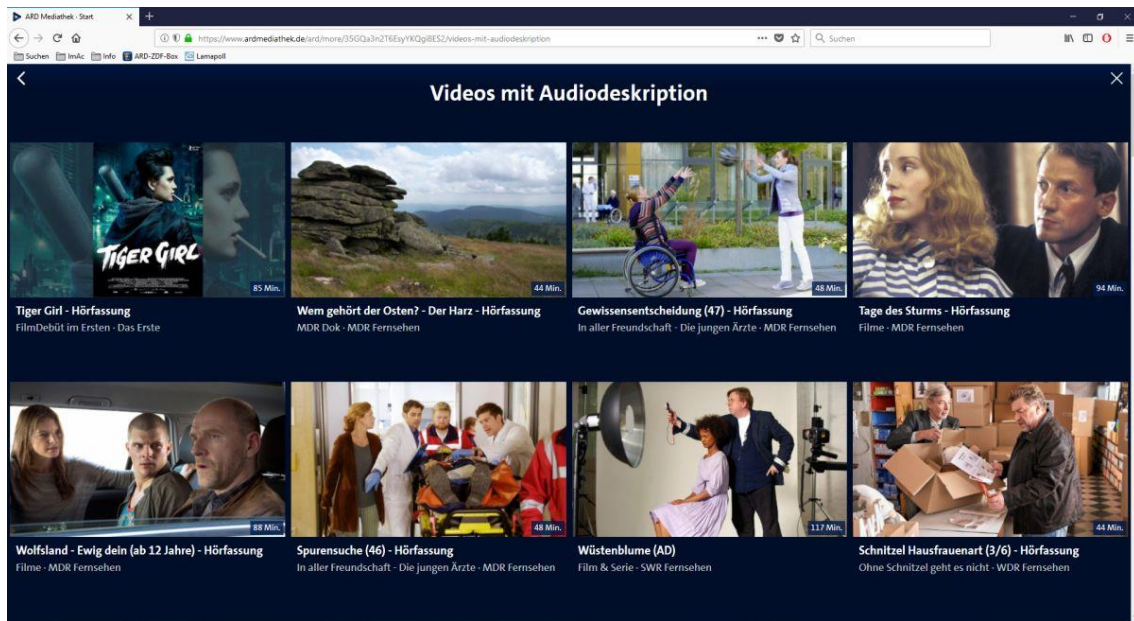 ARD Mediathek - Start
https://www.ardmediathek.de/ard/more/35GQa3n2T6EsyYKQgi8ES2/videos-mit-audiodeskription
Suchen
Suchen ImAc Info ARD-ZDF-Box Lamapoll
Videos mit Audiodeskription
TIGER GIRL
85 Min.
44 Min.
48 Min.
94 Min.
Tiger Girl - Hörfassung
FilmDebüt im Ersten · Das Erste
Wem gehört der Osten? - Der Harz - Hörfassung
MDR Dok · MDR Fernsehen
Gewissensentscheidung (47) - Hörfassung
In aller Freundschaft - Die jungen Ärzte · MDR Fernsehen
Tage des Sturms - Hörfassung
Filme · MDR Fernsehen
88 Min.
48 Min.
117 Min.
44 Min.
Wolfsland - Ewig dein (ab 12 Jahre) - Hörfassung
Filme · MDR Fernsehen
Spurensuche (46) - Hörfassung
In aller Freundschaft - Die jungen Ärzte · MDR Fernsehen
Wüstenblume (AD)
Film & Serie · SWR Fernsehen
Schnitzel Hausfrauenart (3/6) - Hörfassung
Ohne Schnitzel geht es nicht · WDR Fernsehen